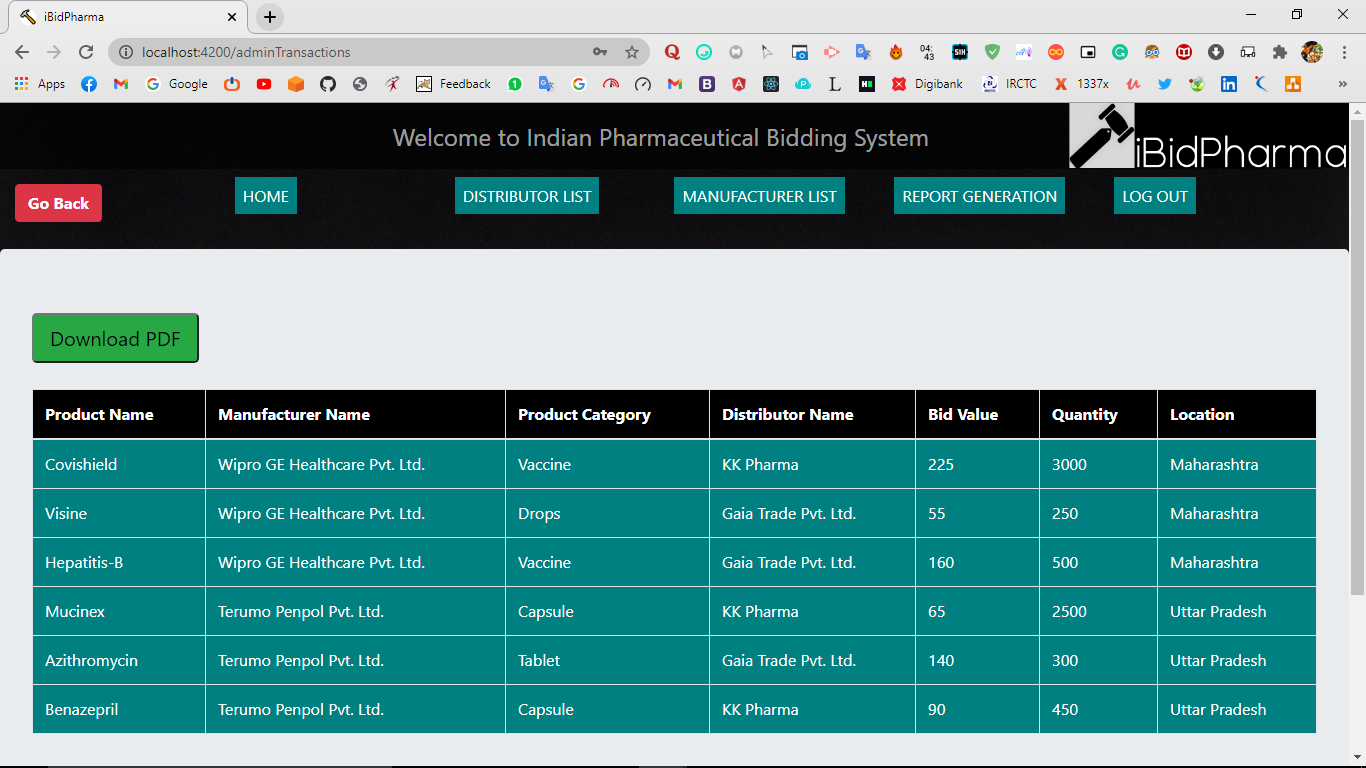 iBidPharma
localhost:4200/adminTransactions
04:
43
Apps
Google
Feedback
Digibank
IRCTC
1337x
Welcome to Indian Pharmaceutical Bidding System
iBidPharma
Go Back
HOME
DISTRIBUTOR LIST
MANUFACTURER LIST
REPORT GENERATION
LOG OUT
Download PDF
Product Name Manufacturer Name Product Category Distributor Name Bid Value Quantity Location
Covishield Wipro GE Healthcare Pvt. Ltd. Vaccine KK Pharma 225 3000 Maharashtra
Visine Wipro GE Healthcare Pvt. Ltd. Drops Gaia Trade Pvt. Ltd. 55 250 Maharashtra
Hepatitis-B Wipro GE Healthcare Pvt. Ltd. Vaccine Gaia Trade Pvt. Ltd. 160 500 Maharashtra
Mucinex Terumo Penpol Pvt. Ltd. Capsule KK Pharma 65 2500 Uttar Pradesh
Azithromycin Terumo Penpol Pvt. Ltd. Tablet Gaia Trade Pvt. Ltd. 140 300 Uttar Pradesh
Benazepril Terumo Penpol Pvt. Ltd. Capsule KK Pharma 90 450 Uttar Pradesh